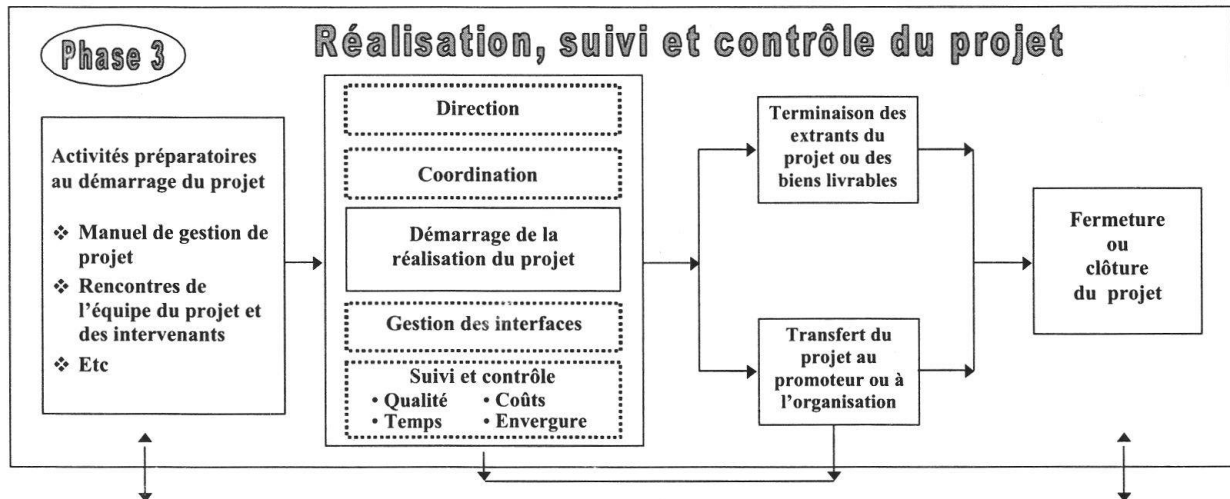 Phase 3
Réalisation, suivi et contrôle du projet
Activités préparatoires
au démarrage du projet
❖ Manuel de gestion de
projet
❖ Rencontres de
l'équipe du projet et
des intervenants
❖ Etc
Direction
Coordination
Démarrage de la
réalisation du projet
Gestion des interfaces
Suivi et contrôle
• Qualité • Coûts
• Temps • Envergure
Terminaison des
extrants du
projet ou des
biens livrables
Transfert du
projet au
promoteur ou à
l'organisation
Fermeture
ou
clôture
du projet